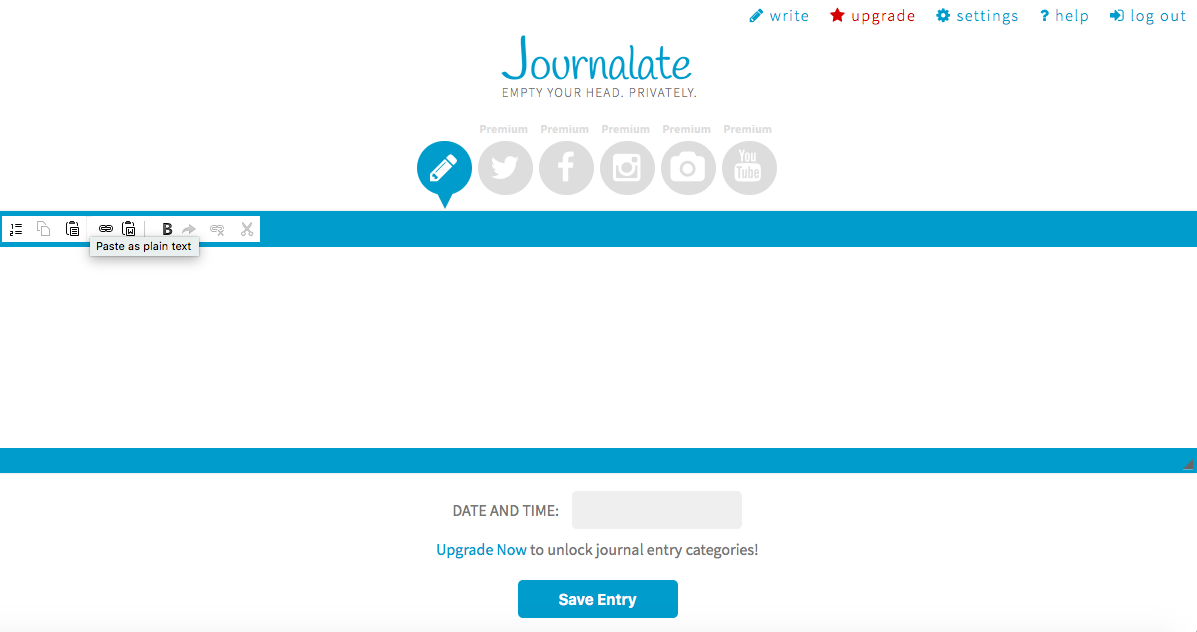 write upgrade settings ? help log out
Journalate
EMPTY YOUR HEAD. PRIVATELY.
Premium Premium Premium Premium Premium
You Tube
B
Paste as plain text
DATE AND TIME:
Upgrade Now to unlock journal entry categories!
Save Entry